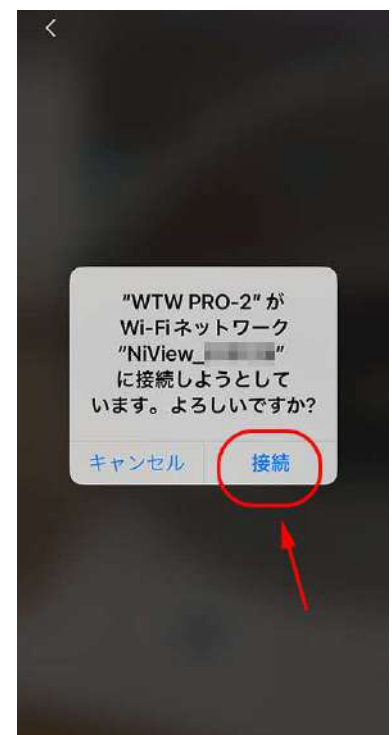 "WTW PRO-2" が
Wi-Fiネットワーク
"NiView_ "
に接続しようとして
います。よろしいですか?
キャンセル
接続